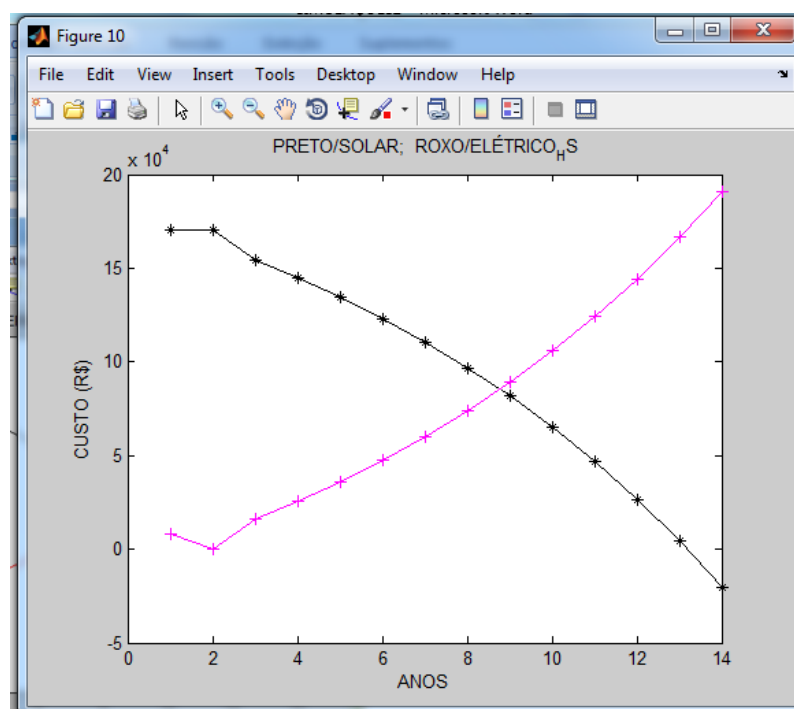 Figure 10
File Edit View Insert Tools Desktop Window Help
PRETO/SOLAR; ROXO/ELÉTRICO_HS
x 10^4
20
15
10
5
0
-5
CUSTO (R$)
0 2 4 6 8 10 12 14
ANOS